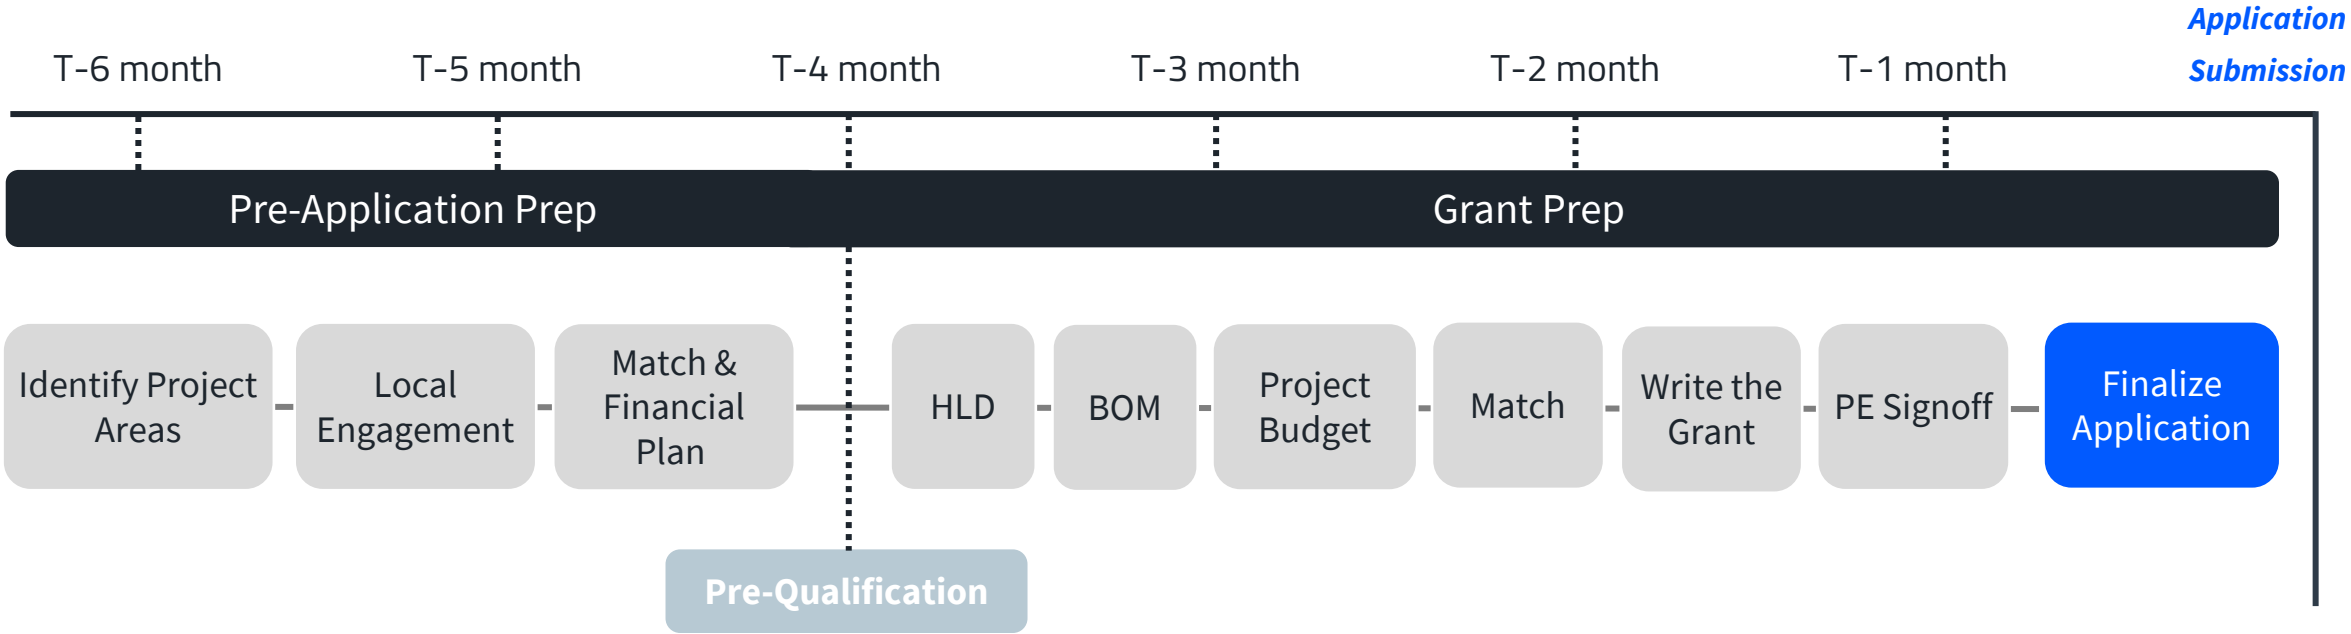 Application
Submission
T-6 month
T-5 month
T-4 month
T-3 month
T-2 month
T-1 month
Pre-Application Prep
Grant Prep
Identify Project
Areas
Local
Engagement
Match &
Financial
Plan
HLD
BOM
Project
Budget
Match
Write the
Grant
PE Signoff
Finalize
Application
Pre-Qualification